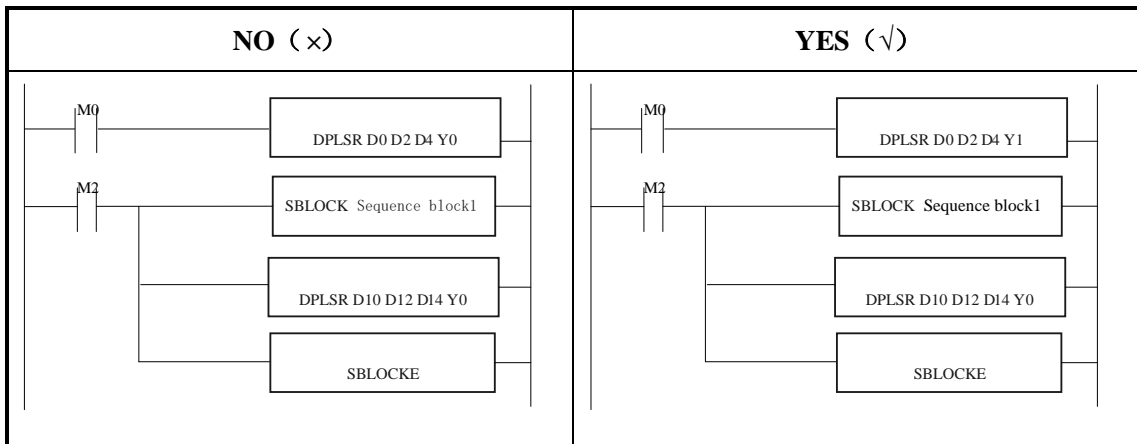 NO（×）
YES（√）
M0
DPLSR D0 D2 D4 Y0
M2
SBLOCK Sequence block1
DPLSR D10 D12 D14 Y0
SBLOCKE
M0
DPLSR D0 D2 D4 Y1
M2
SBLOCK Sequence block1
DPLSR D10 D12 D14 Y0
SBLOCKE